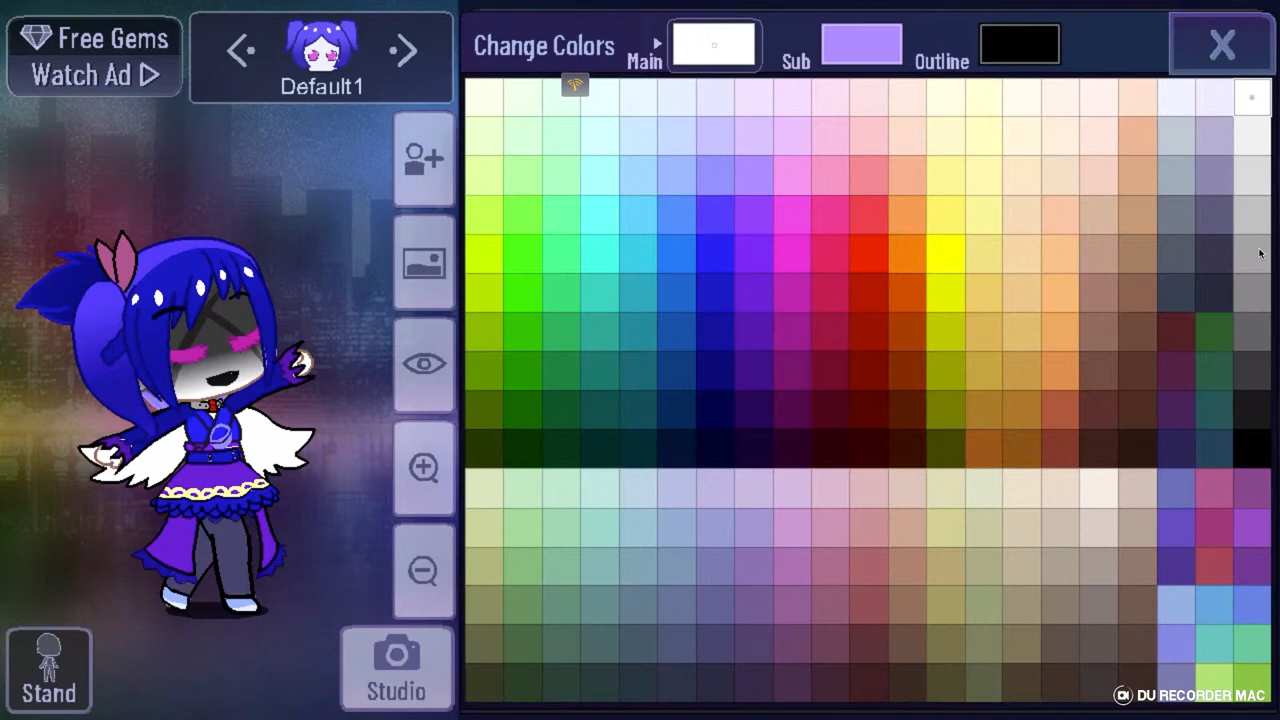 Free Gems
Watch Ad
Default1
Change Colors
Main
Sub
Outline
X
Stand
Studio
DU RECORDER MAC